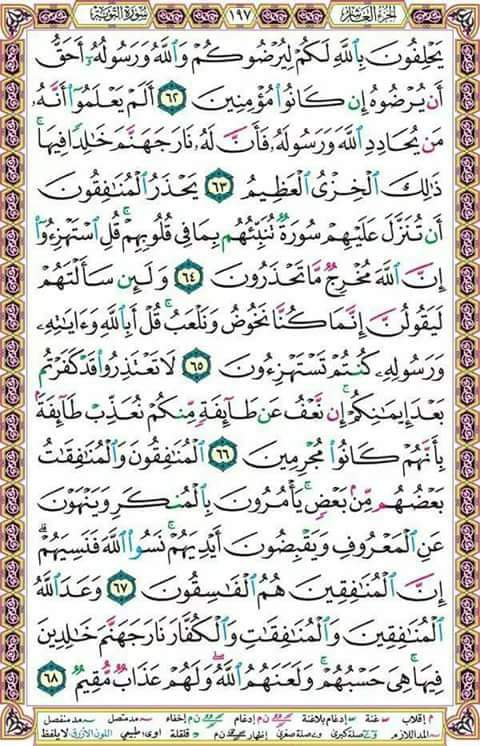 الجزء العاشر ١٩٧ سورة التوبة
يَحۡلِفُونَ بِٱللَّهِ لَكُمۡ لِيُرۡضُوكُمۡ وَٱللَّهُ وَرَسُولُهُۥٓ أَحَقُّ
أَن يُرۡضُوهُ إِن كَانُواْ مُؤۡمِنِينَ ٦٢ أَلَمۡ يَعۡلَمُوٓاْ أَنَّهُۥ
مَن يُحَادِدِ ٱللَّهَ وَرَسُولَهُۥ فَأَنَّ لَهُۥ نَارَ جَهَنَّمَ خَٰلِدٗا فِيهَاۚ
ذَٰلِكَ ٱلۡخِزۡيُ ٱلۡعَظِيمُ ٦٣ يَحۡذَرُ ٱلۡمُنَٰفِقُونَ
أَن تُنَزَّلَ عَلَيۡهِمۡ سُورَةٞ تُنَبِّئُهُم بِمَا فِي قُلُوبِهِمۡۚ قُلِ ٱسۡتَهۡزِءُوٓاْ
إِنَّ ٱللَّهَ مُخۡرِجٞ مَّا تَحۡذَرُونَ ٦٤ وَلَئِن سَأَلۡتَهُمۡ
لَيَقُولُنَّ إِنَّمَا كُنَّا نَخُوضُ وَنَلۡعَبُۚ قُلۡ أَبِٱللَّهِ وَءَايَٰتِهِۦ
وَرَسُولِهِۦ كُنتُمۡ تَسۡتَهۡزِءُونَ ٦٥ لَا تَعۡتَذِرُواْ قَدۡ كَفَرۡتُم
بَعۡدَ إِيمَٰنِكُمۡۚ إِن نَّعۡفُ عَن طَآئِفَةٖ مِّنكُمۡ نُعَذِّبۡ طَآئِفَةَۢ
بِأَنَّهُمۡ كَانُواْ مُجۡرِمِينَ ٦٦ ٱلۡمُنَٰفِقُونَ وَٱلۡمُنَٰفِقَٰتُ
بَعۡضُهُم مِّنۢ بَعۡضٖۚ يَأۡمُرُونَ بِٱلۡمُنكَرِ وَيَنۡهَوۡنَ
عَنِ ٱلۡمَعۡرُوفِ وَيَقۡبِضُونَ أَيۡدِيَهُمۡۚ نَسُواْ ٱللَّهَ فَنَسِيَهُمۡۚ
إِنَّ ٱلۡمُنَٰفِقِينَ هُمُ ٱلۡفَٰسِقُونَ ٦٧ وَعَدَ ٱللَّهُ
ٱلۡمُنَٰفِقِينَ وَٱلۡمُنَٰفِقَٰتِ وَٱلۡكُفَّارَ نَارَ جَهَنَّمَ خَٰلِدِينَ
فِيهَاۚ هِيَ حَسۡبُهُمۡۚ وَلَعَنَهُمُ ٱللَّهُۖ وَلَهُمۡ عَذَابٞ مُّقِيمٞ ٦٨
م إقلاب غنة إدغام بلاغنة ن م إدغام ن م إخفاء مد متصل مد منفصل
المد اللازم صلة كبرى صلة صغرى إظهار ن م قلقلة اوى: طبيعي اللون الأزرق لا يلفظ